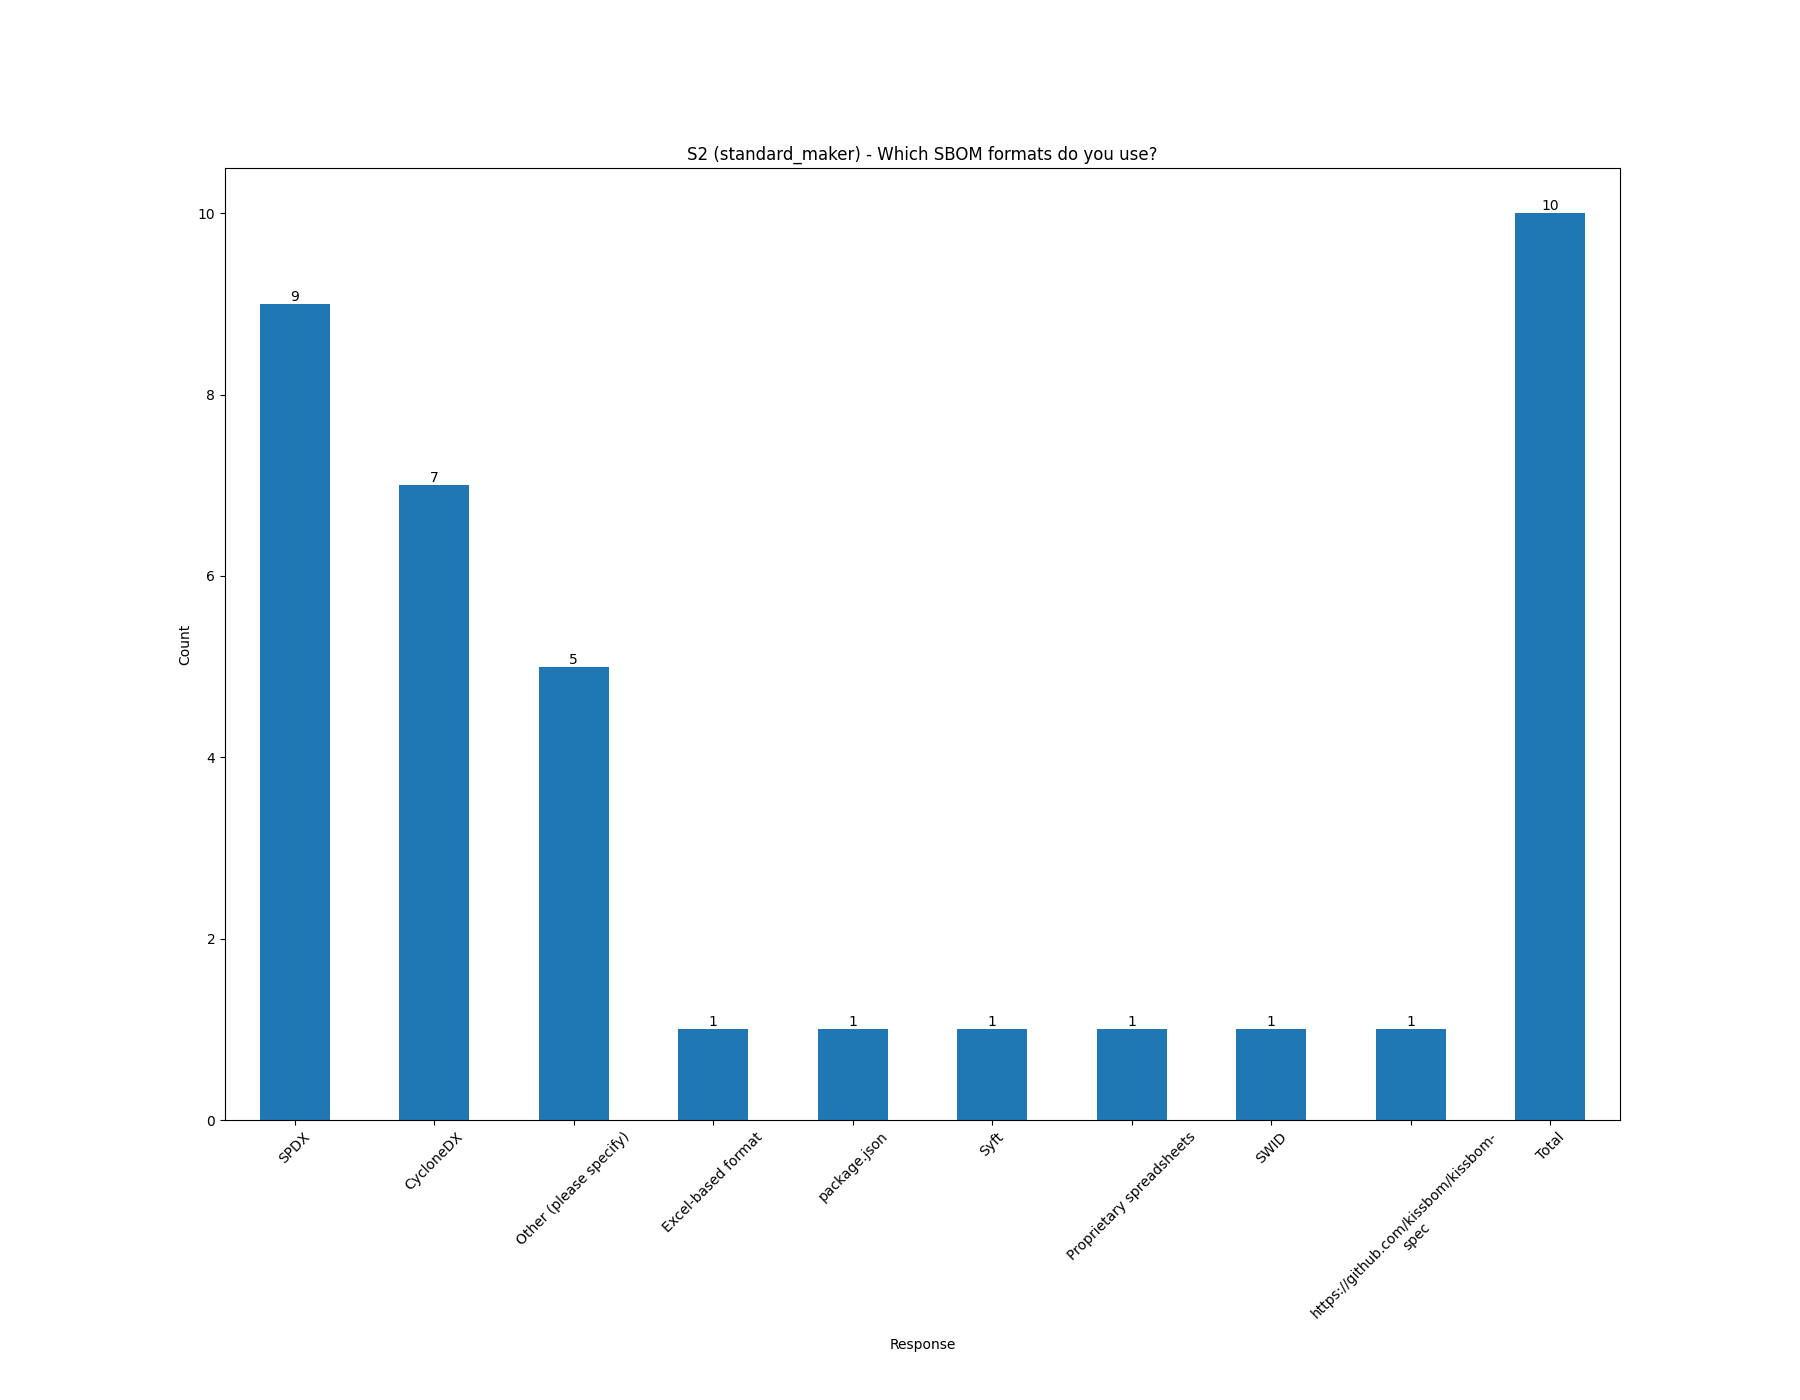 S2 (standard_maker) - Which SBOM formats do you use?
Count
10
8
6
4
2
0
9
7
5
1
1
1
1
1
1
10
SPDX
CycloneDX
Other (please specify)
Excel-based format
package.json
Syft
Proprietary spreadsheets
SWID
https://github.com/kissbom/kissbom-
spec
Total
Response